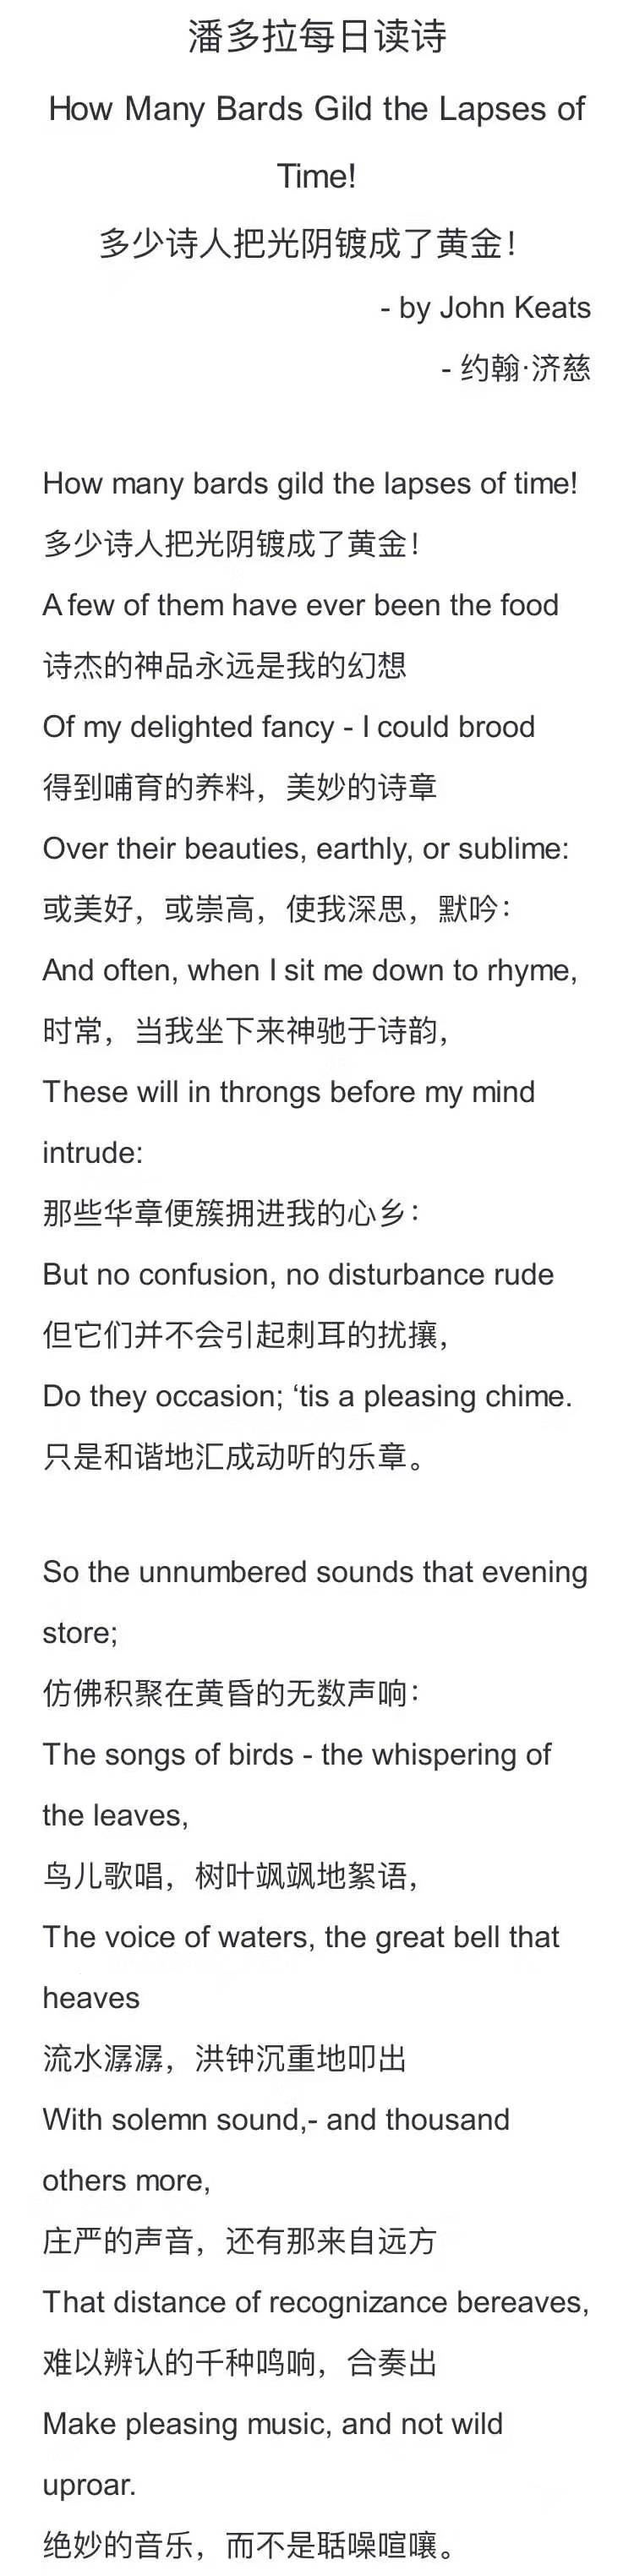 潘多拉每日读诗
How Many Bards Gild the Lapses of
Time!
多少诗人把光阴镀成了黄金！
- by John Keats
- 约翰·济慈
How many bards gild the lapses of time!
多少诗人把光阴镀成了黄金！
A few of them have ever been the food
诗杰的神品永远是我的幻想
Of my delighted fancy - I could brood
得到哺育的养料，美妙的诗章
Over their beauties, earthly, or sublime:
或美好，或崇高，使我深思，默吟：
And often, when I sit me down to rhyme,
时常，当我坐下来神驰于诗韵，
These will in throngs before my mind
intrude:
那些华章便簇拥进我的心乡：
But no confusion, no disturbance rude
但它们并不会引起刺耳的扰攘，
Do they occasion; ‘tis a pleasing chime.
只是和谐地汇成动听的乐章。
So the unnumbered sounds that evening
store;
仿佛积聚在黄昏的无数声响：
The songs of birds - the whispering of
the leaves,
鸟儿歌唱，树叶飒飒地絮语，
The voice of waters, the great bell that
heaves
流水潺潺，洪钟沉重地叩出
With solemn sound,- and thousand
others more,
庄严的声音，还有那来自远方
That distance of recognizance bereaves,
难以辨认的千种鸣响，合奏出
Make pleasing music, and not wild
uproar.
绝妙的音乐，而不是聒噪喧嚷。